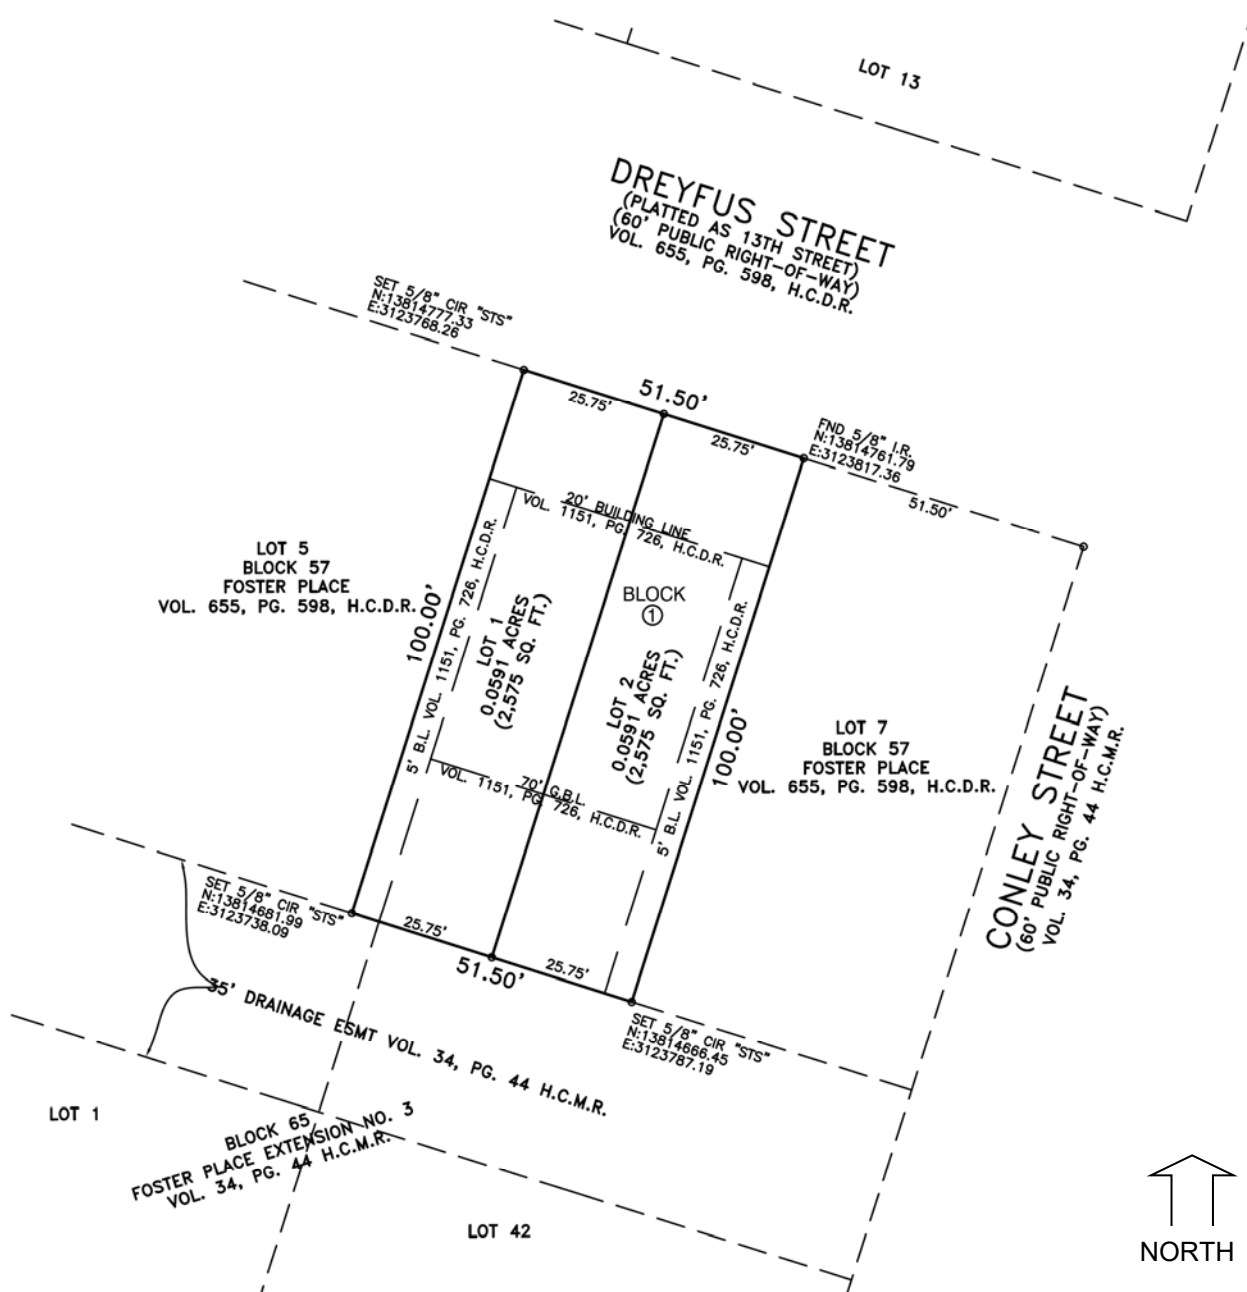 LOT 13
DREYFUS STREET
(PLATTED AS 13TH STREET)
(60' PUBLIC RIGHT-OF-WAY)
VOL. 655, PG. 598, H.C.D.R.
SET 5/8" CIR "STS"
N:13814777.33
E:3123768.26
51.50'
25.75'
25.75'
FND 5/8" I.R.
N:13814761.79
E:3123817.36
51.50'
20' BUILDING LINE
VOL. 1151, PG. 726, H.C.D.R.
LOT 5
BLOCK 57
FOSTER PLACE
VOL. 655, PG. 598, H.C.D.R.
100.00'
5' B.L. VOL. 1151, PG. 726, H.C.D.R.
LOT 1
0.0591 ACRES
(2,575 SQ. FT.)
BLOCK
1
LOT 2
0.0591 ACRES
(2,575 SQ. FT.)
5' B.L. VOL. 1151, PG. 726, H.C.D.R.
100.00'
LOT 7
BLOCK 57
FOSTER PLACE
VOL. 655, PG. 598, H.C.D.R.
CONLEY STREET
(60' PUBLIC RIGHT-OF-WAY)
VOL. 34, PG. 44 H.C.M.R.
70' G.B.L.
VOL. 1151, PG. 726, H.C.D.R.
SET 5/8" CIR "STS"
N:13814681.99
E:3123738.09
25.75'
25.75'
51.50'
35' DRAINAGE ESMT VOL. 34, PG. 44 H.C.M.R.
SET 5/8" CIR "STS"
N:13814666.45
E:3123787.19
LOT 1
BLOCK 65
FOSTER PLACE EXTENSION NO. 3
VOL. 34, PG. 44 H.C.M.R.
LOT 42
NORTH